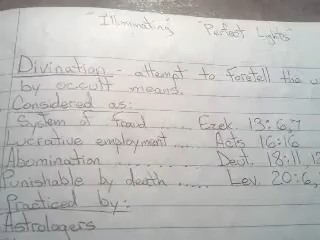 "Illuminating" "Perfect Lights"
Divination - attempt to foretell the
by occult means.
Considered as:
System of fraud ..... Ezek. 13:6,7
Lucrative employment ... Acts 16:16
Abomination ........ Deut. 18:11,12
Punishable by death ..... Lev. 20:6,
Practiced by:
Astrologers